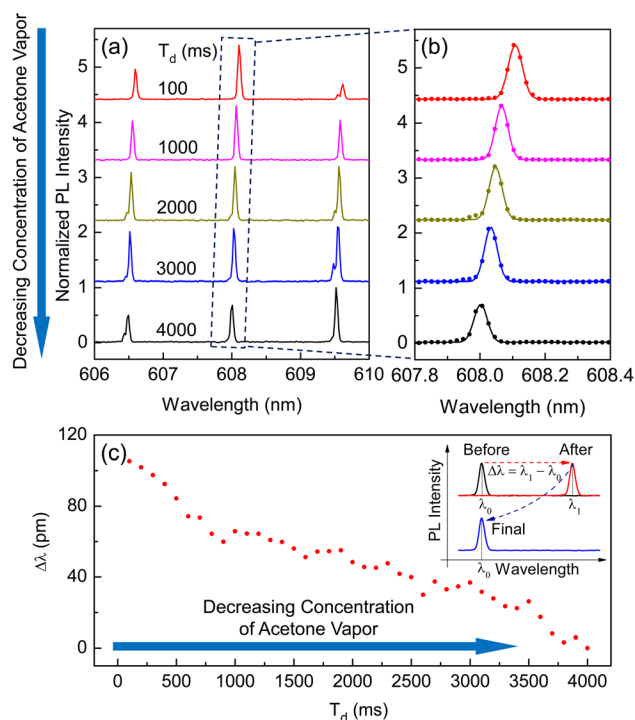 Decreasing Concentration of Acetone Vapor
Normalized PL Intensity
(a)
T_d (ms)
100
1000
2000
3000
4000
5
4
3
2
1
0
606 607 608 609 610
Wavelength (nm)
(b)
5
4
3
2
1
0
607.8 608.0 608.2 608.4
Wavelength (nm)
(c)
Δλ (pm)
120
80
40
0
Decreasing Concentration
of Acetone Vapor
0 500 1000 1500 2000 2500 3000 3500 4000
T_d (ms)
PL Intensity
Before After
Δλ = λ₁ − λ₀
λ₀ λ₁
Final
λ₀ Wavelength